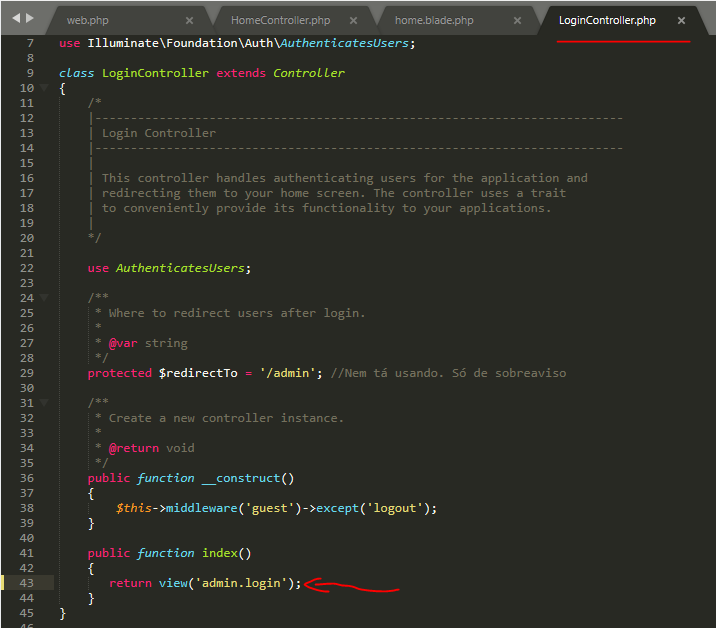 web.php HomeController.php home.blade.php LoginController.php
7 use Illuminate\Foundation\Auth\AuthenticatesUsers;
8
9 class LoginController extends Controller
10 {
11 /*
12 |--------------------------------------------------------------------------
13 | Login Controller
14 |--------------------------------------------------------------------------
15 |
16 | This controller handles authenticating users for the application and
17 | redirecting them to your home screen. The controller uses a trait
18 | to conveniently provide its functionality to your applications.
19 |
20 */
21
22 use AuthenticatesUsers;
23
24 /**
25 * Where to redirect users after login.
26 *
27 * @var string
28 */
29 protected $redirectTo = '/admin'; //Nem tá usando. Só de sobreaviso
30
31 /**
32 * Create a new controller instance.
33 *
34 * @return void
35 */
36 public function __construct()
37 {
38 $this->middleware('guest')->except('logout');
39 }
40
41 public function index()
42 {
43 return view('admin.login');
44 }
45 }
46